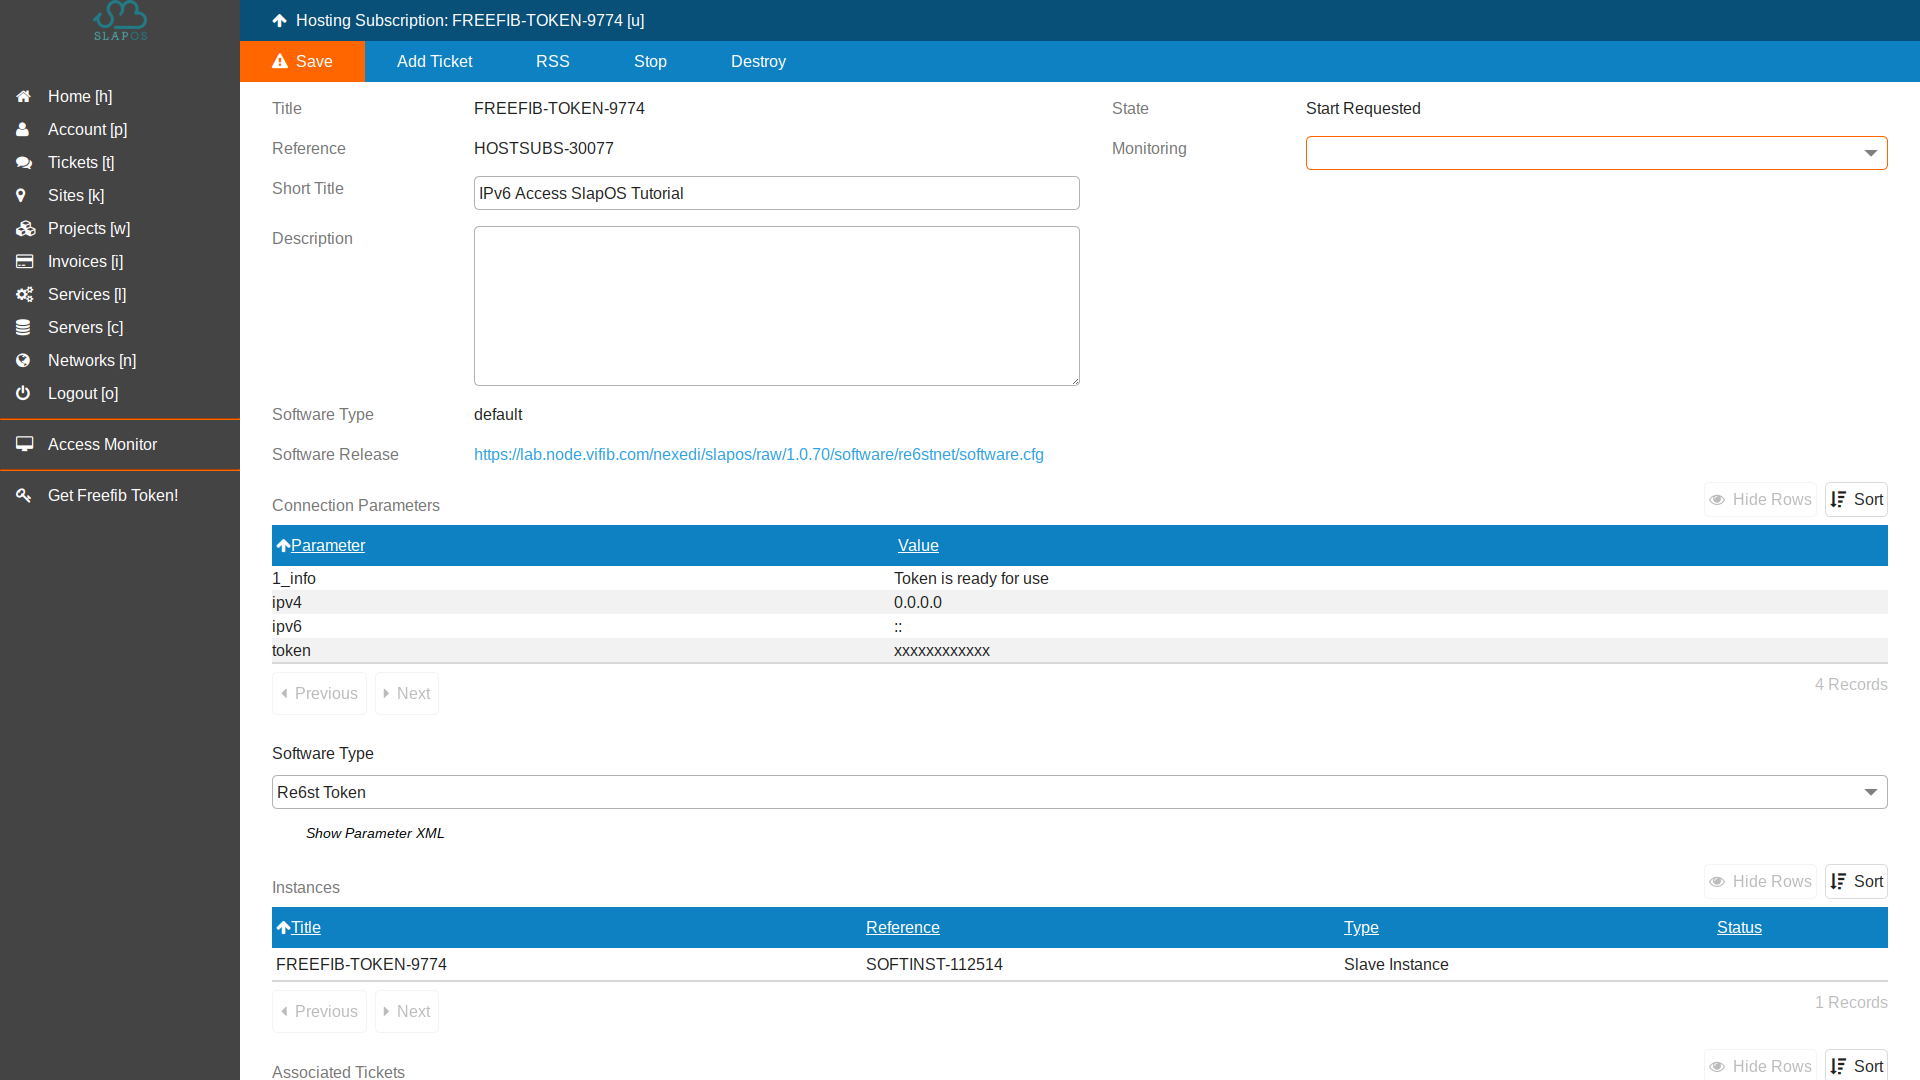 SLAPOS
Home [h]
Account [p]
Tickets [t]
Sites [k]
Projects [w]
Invoices [i]
Services [l]
Servers [c]
Networks [n]
Logout [o]
Access Monitor
Get Freefib Token!
Hosting Subscription: FREEFIB-TOKEN-9774 [u]
Save Add Ticket RSS Stop Destroy
Title FREEFIB-TOKEN-9774
State Start Requested
Reference HOSTSUBS-30077
Monitoring
Short Title IPv6 Access SlapOS Tutorial
Description
Software Type default
Software Release https://lab.node.vifib.com/nexedi/slapos/raw/1.0.70/software/re6stnet/software.cfg
Connection Parameters Hide Rows Sort
Parameter Value
1_info Token is ready for use
ipv4 0.0.0.0
ipv6 ::
token xxxxxxxxxxxx
Previous Next 4 Records
Software Type
Re6st Token
Show Parameter XML
Instances Hide Rows Sort
Title Reference Type Status
FREEFIB-TOKEN-9774 SOFTINST-112514 Slave Instance
Previous Next 1 Records
Associated Tickets Hide Rows Sort